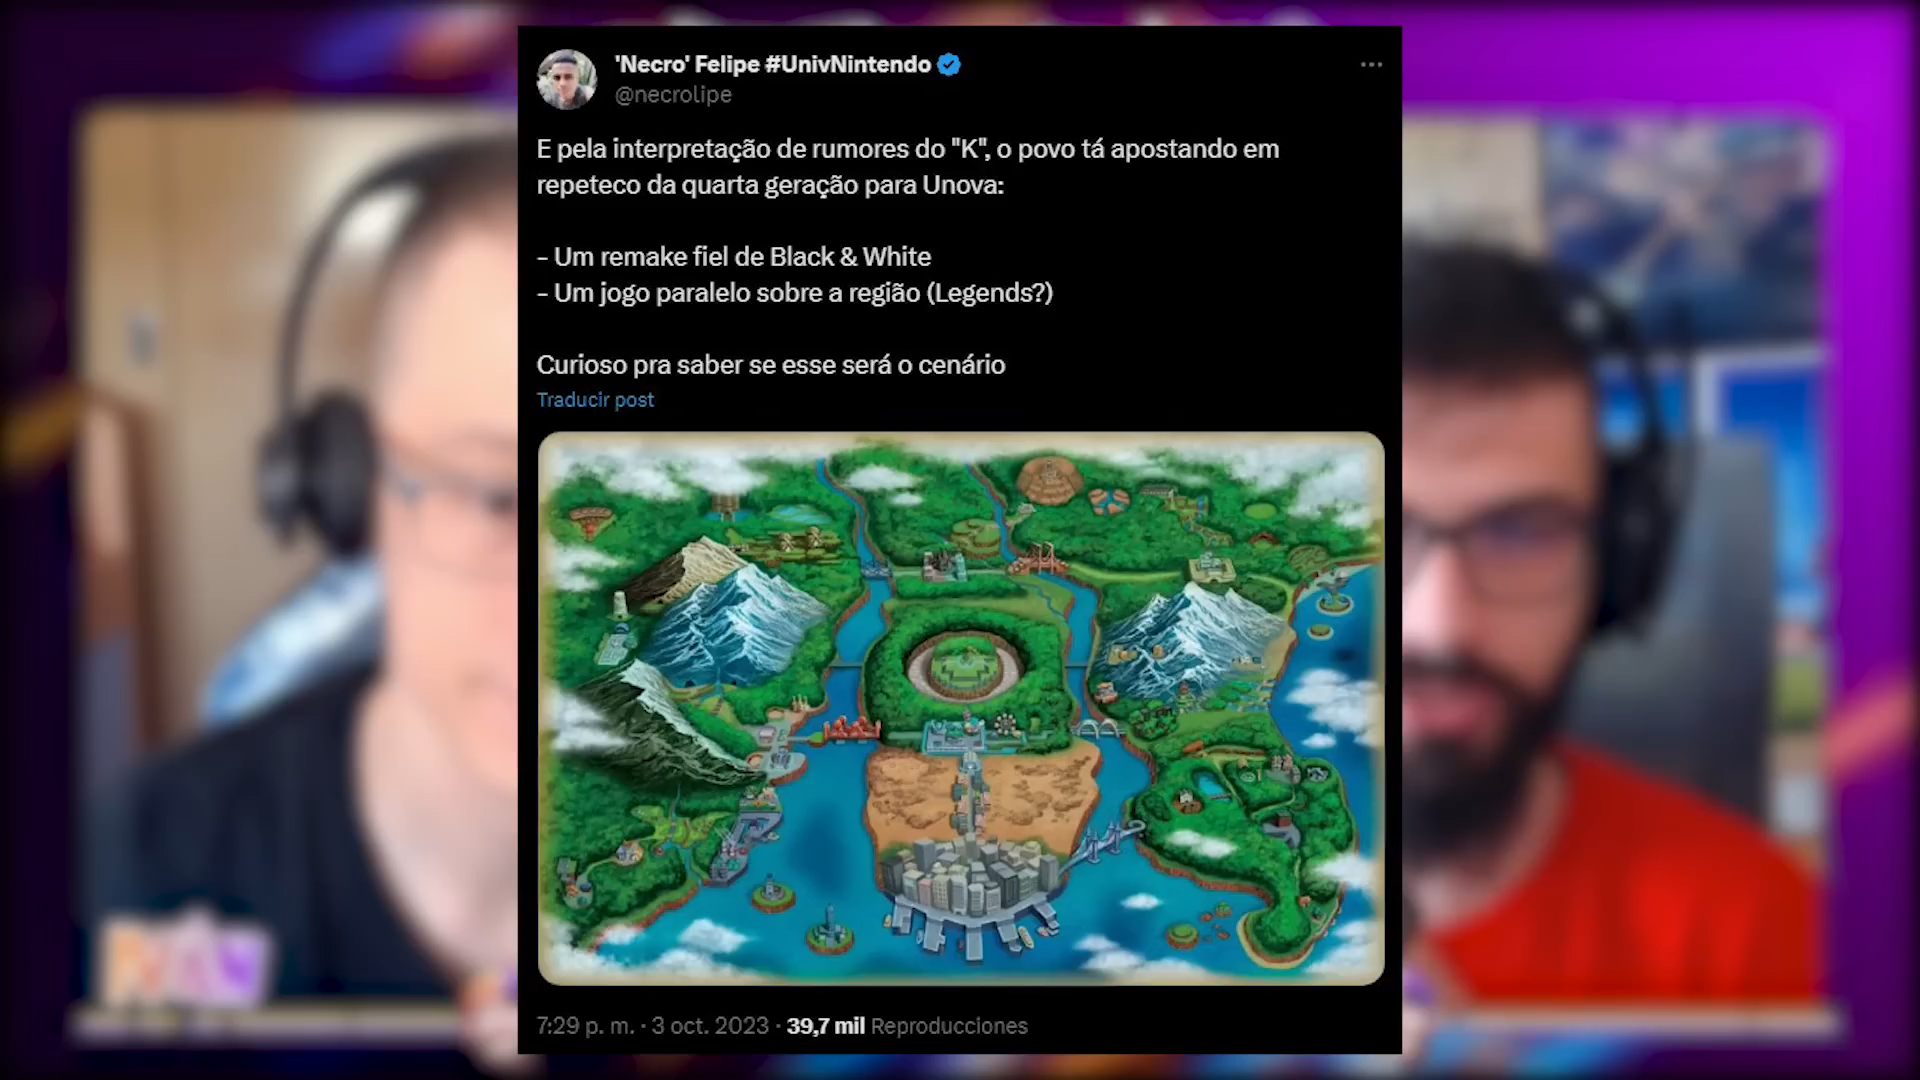 'Necro' Felipe #UnivNintendo
@necrolipe
E pela interpretação de rumores do "K", o povo tá apostando em
repeteco da quarta geração para Unova:
- Um remake fiel de Black & White
- Um jogo paralelo sobre a região (Legends?)
Curioso pra saber se esse será o cenário
Traducir post
7:29 p. m. · 3 oct. 2023 · 39,7 mil Reproducciones